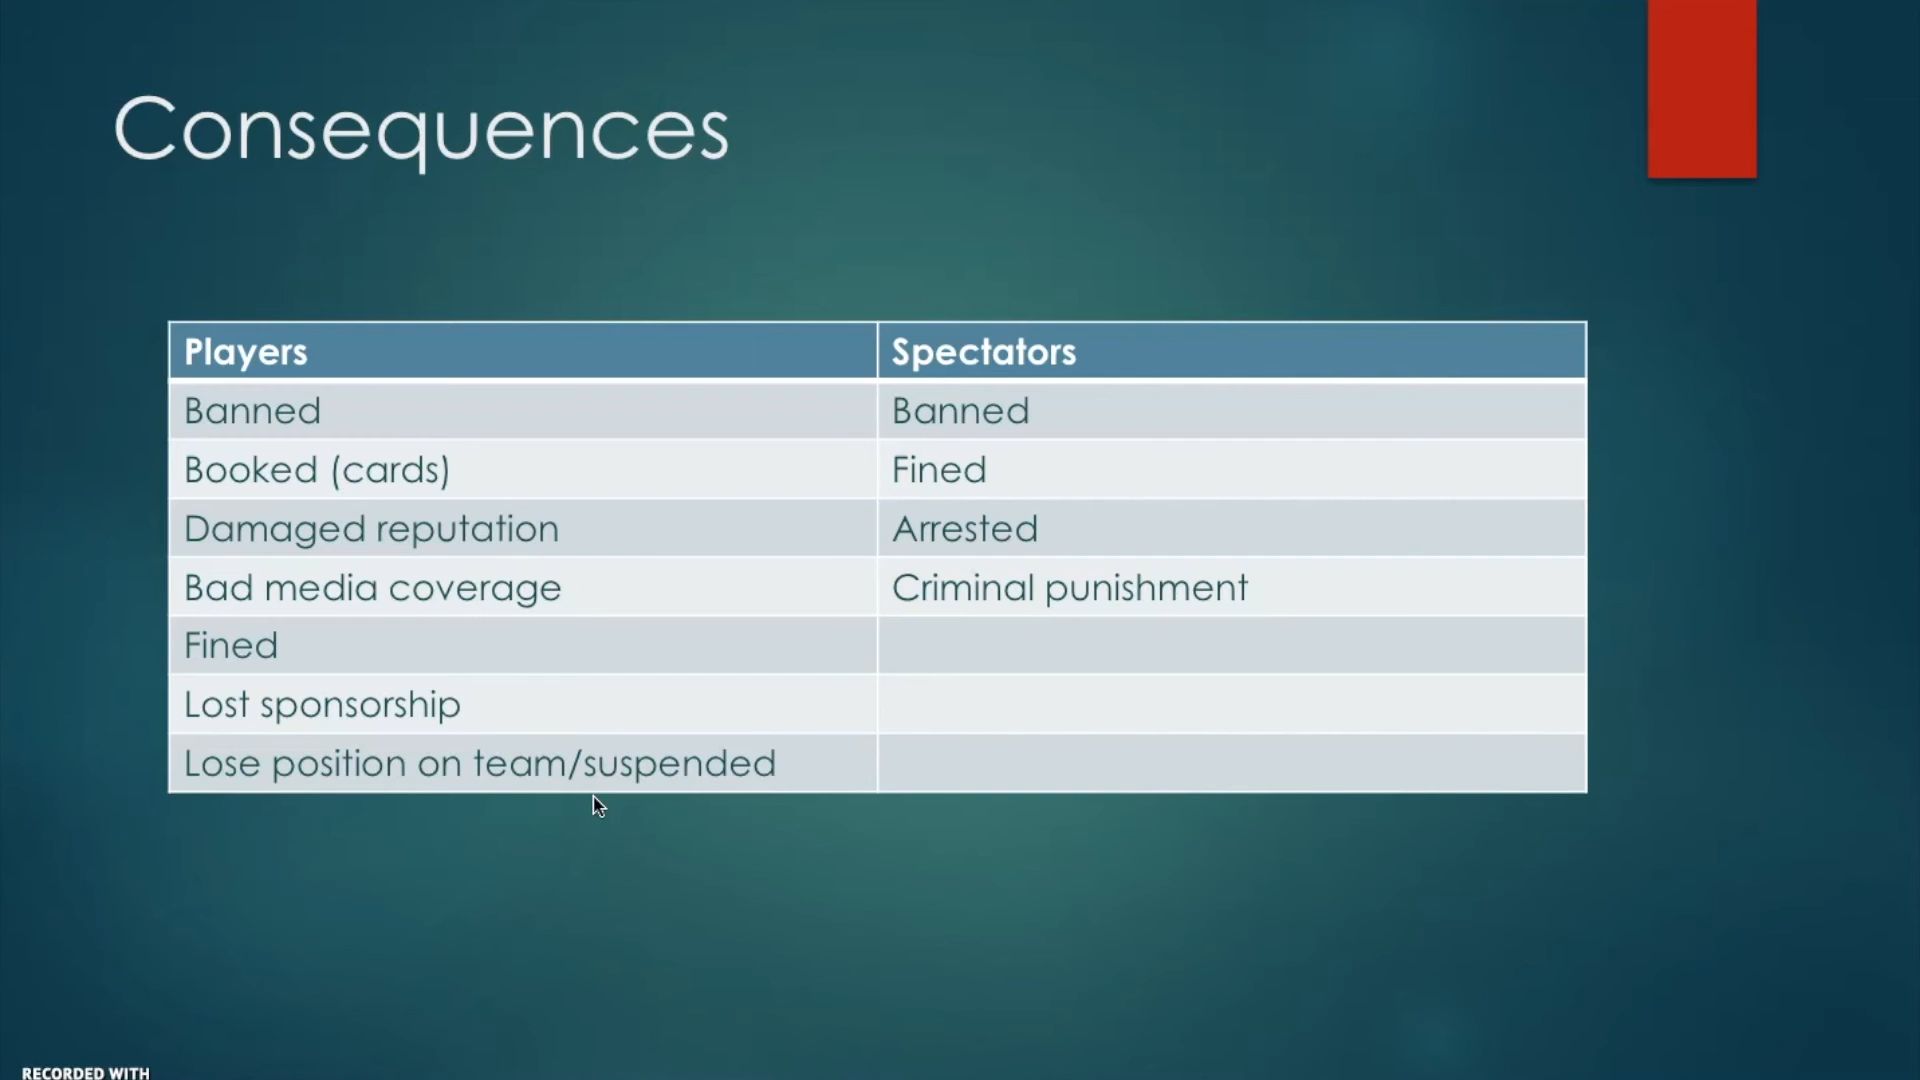 Consequences
Players Spectators
Banned Banned
Booked (cards) Fined
Damaged reputation Arrested
Bad media coverage Criminal punishment
Fined
Lost sponsorship
Lose position on team/suspended
RECORDED WITH